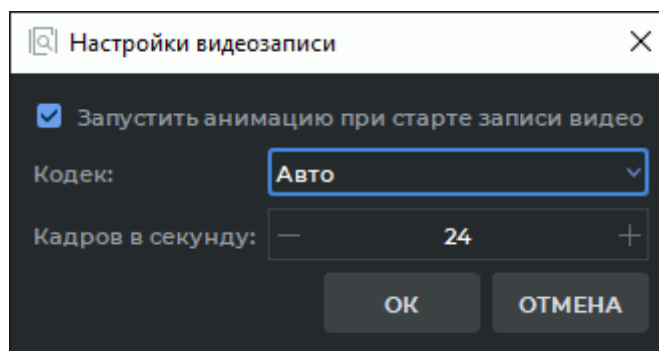 Настройки видеозаписи
Запустить анимацию при старте записи видео
Кодек: Авто
Кадров в секунду: 24
ОК ОТМЕНА